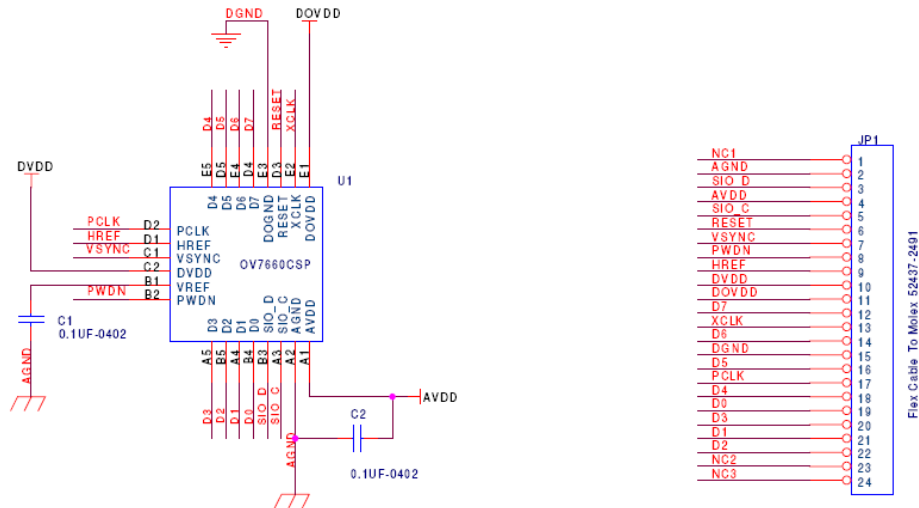 DGND
DOVDD
D4
D5
D6
D7
RESET
XCLK
E5
D5
E4
D4
E3
D3
E2
E1
DVDD
U1
D4
D5
D6
D7
DOGND
RESET
XCLK
DOVDD
PCLK D2 PCLK
HREF D1 HREF
VSYNC C1 VSYNC
C2 DVDD
B1 VREF
PWDN B2 PWDN
OV7660CSP
C1
0.1UF-0402
AGND
D3
D2
D1
D0
SIO_D
SIO_C
AGND
AVDD
A5
B5
A4
B4
B3
A3
A2
A1
D3
D2
D1
D0
SIO_D
SIO_C
AGND
AVDD
C2
0.1UF-0402
JP1
NC1 1
AGND 2
SIO_D 3
AVDD 4
SIO_C 5
RESET 6
VSYNC 7
PWDN 8
HREF 9
DVDD 10
DOVDD 11
D7 12
XCLK 13
D6 14
DGND 15
D5 16
PCLK 17
D4 18
D0 19
D3 20
D1 21
D2 22
NC2 23
NC3 24
Flex Cable To Molex 52437-2491